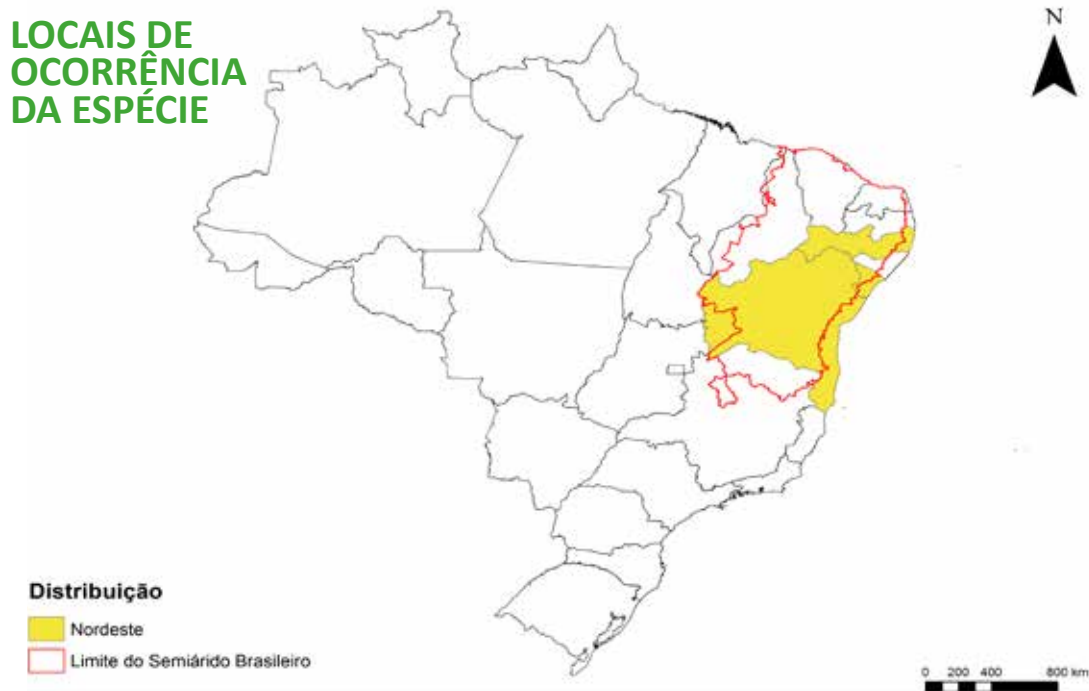 LOCAIS DE
OCORRÊNCIA
DA ESPÉCIE
N
Distribuição
Nordeste
Limite do Semiárido Brasileiro
0 200 400 800 km